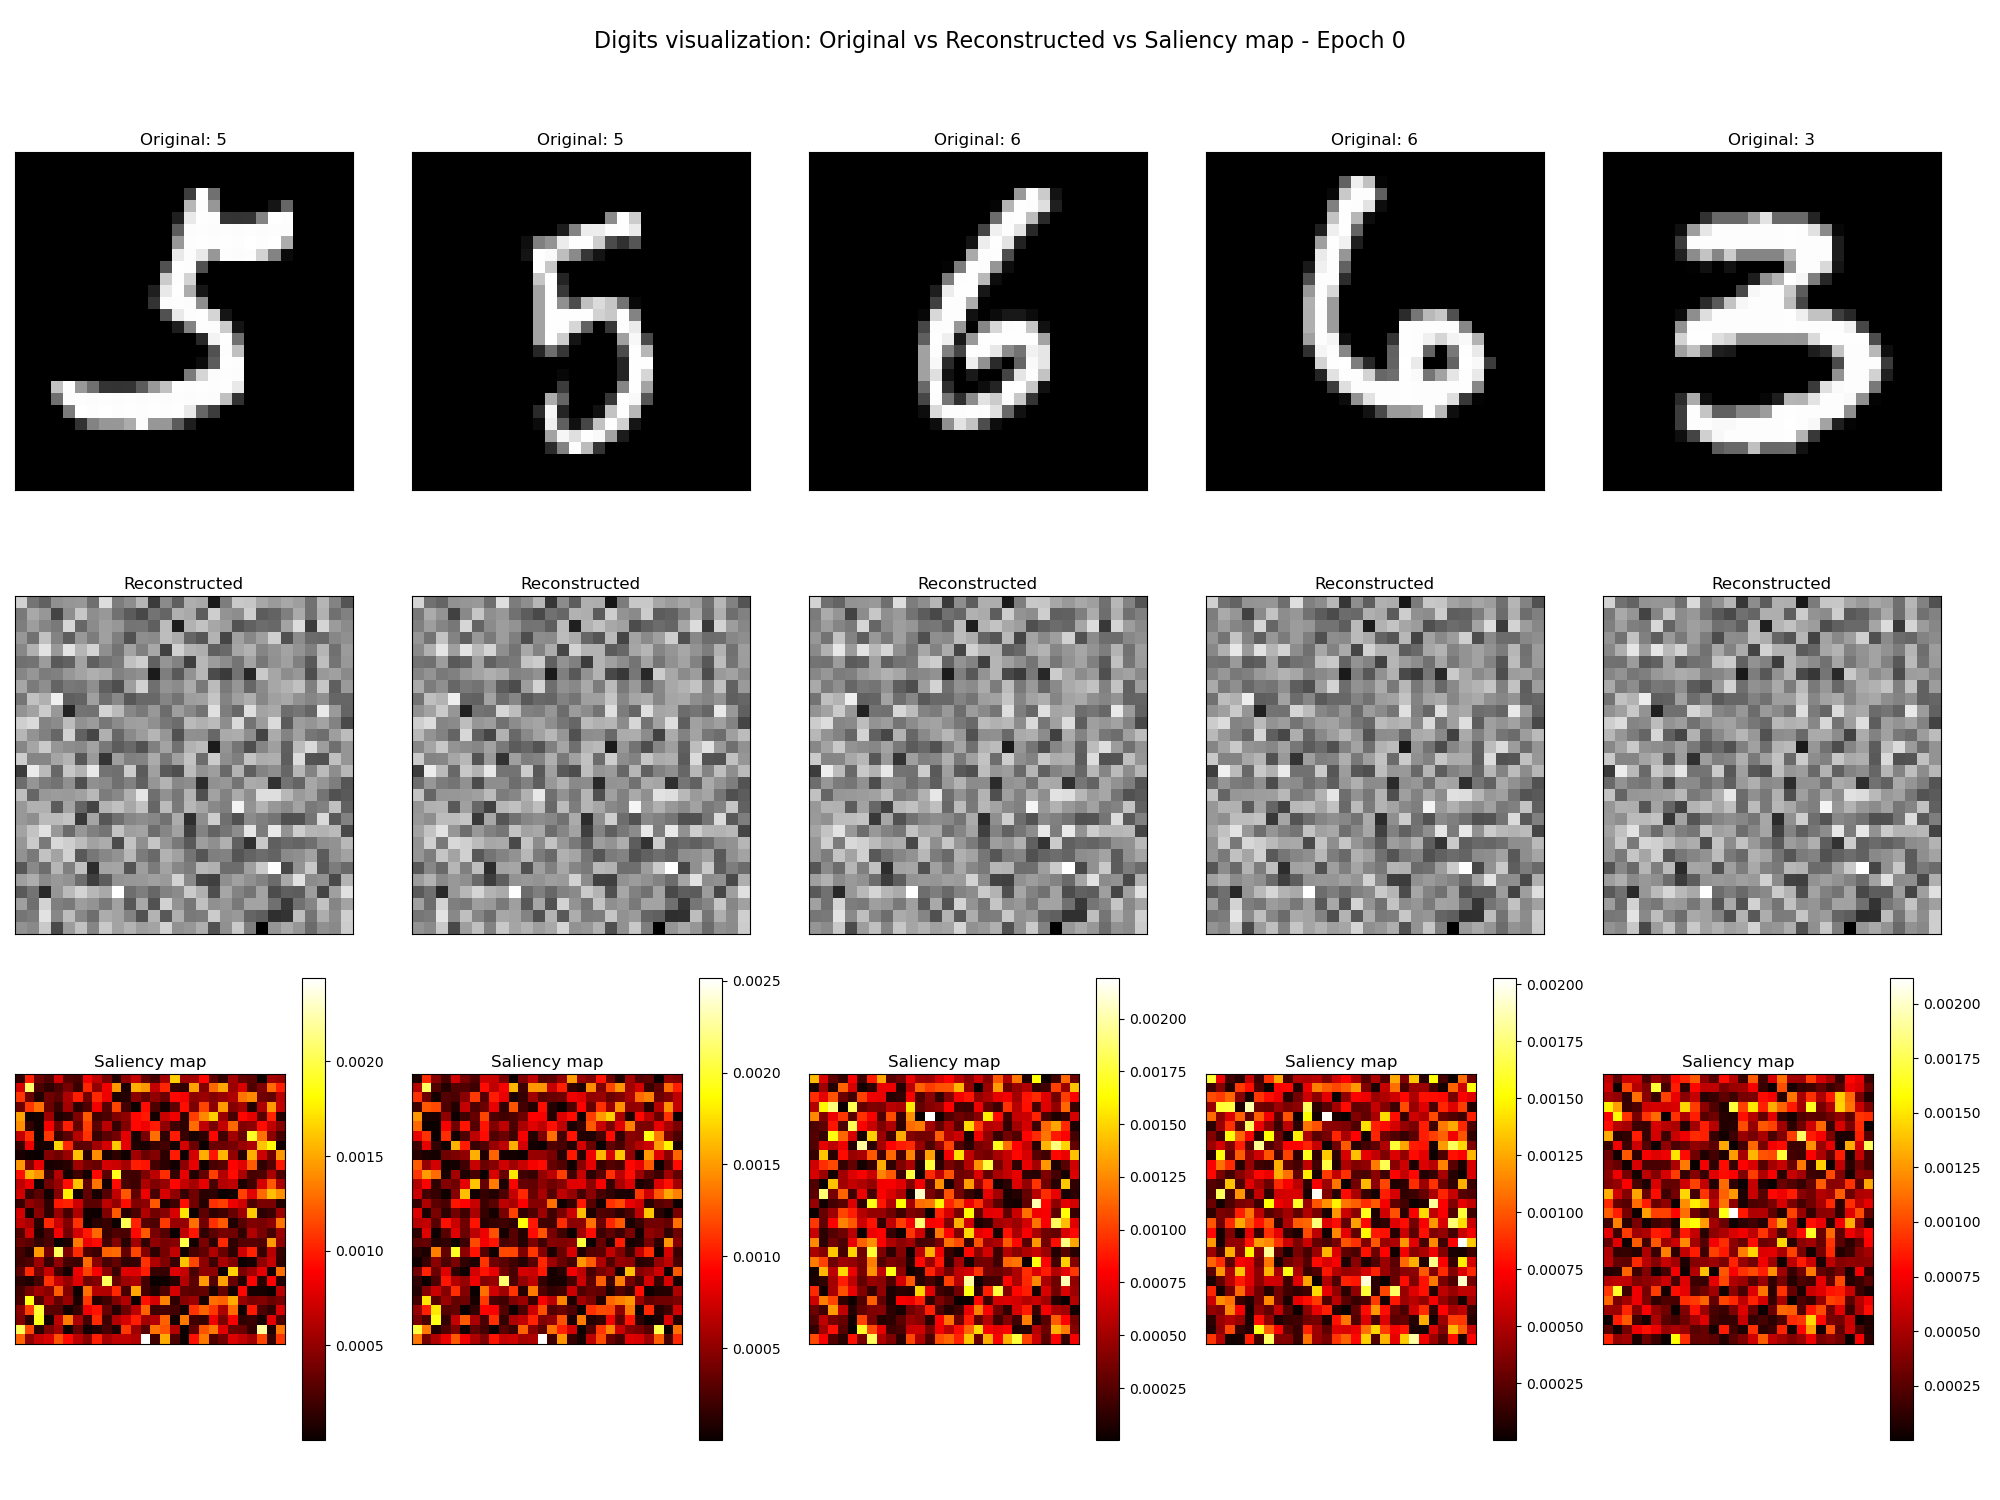 Digits visualization: Original vs Reconstructed vs Saliency map - Epoch 0
Original: 5
Original: 5
Original: 6
Original: 6
Original: 3
5
5
6
6
3
Reconstructed
Reconstructed
Reconstructed
Reconstructed
Reconstructed
Saliency map
0.0020
0.0015
0.0010
0.0005
Saliency map
0.0025
0.0020
0.0015
0.0010
0.0005
Saliency map
0.00200
0.00175
0.00150
0.00125
0.00100
0.00075
0.00050
0.00025
Saliency map
0.00200
0.00175
0.00150
0.00125
0.00100
0.00075
0.00050
0.00025
Saliency map
0.00200
0.00175
0.00150
0.00125
0.00100
0.00075
0.00050
0.00025